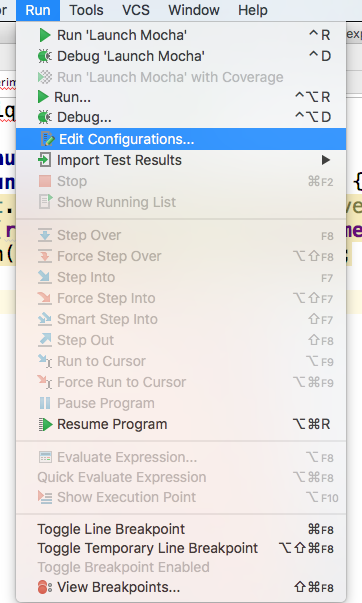 Run Tools VCS Window Help
Run 'Launch Mocha' ^R
Debug 'Launch Mocha' ^D
Run 'Launch Mocha' with Coverage
Run... ^⌥R
Debug... ^⌥D
Edit Configurations...
Import Test Results
Stop ⌘F2
Show Running List
Step Over F8
Force Step Over ⌥⇧F8
Step Into F7
Force Step Into ⌥⇧F7
Smart Step Into ⇧F7
Step Out ⇧F8
Run to Cursor ⌥F9
Force Run to Cursor ⌥⌘F9
Pause Program
Resume Program ⌥⌘R
Evaluate Expression... ⌥F8
Quick Evaluate Expression ⌥⌘F8
Show Execution Point ⌥F10
Toggle Line Breakpoint ⌘F8
Toggle Temporary Line Breakpoint ⌥⇧⌘F8
Toggle Breakpoint Enabled
View Breakpoints... ⇧⌘F8